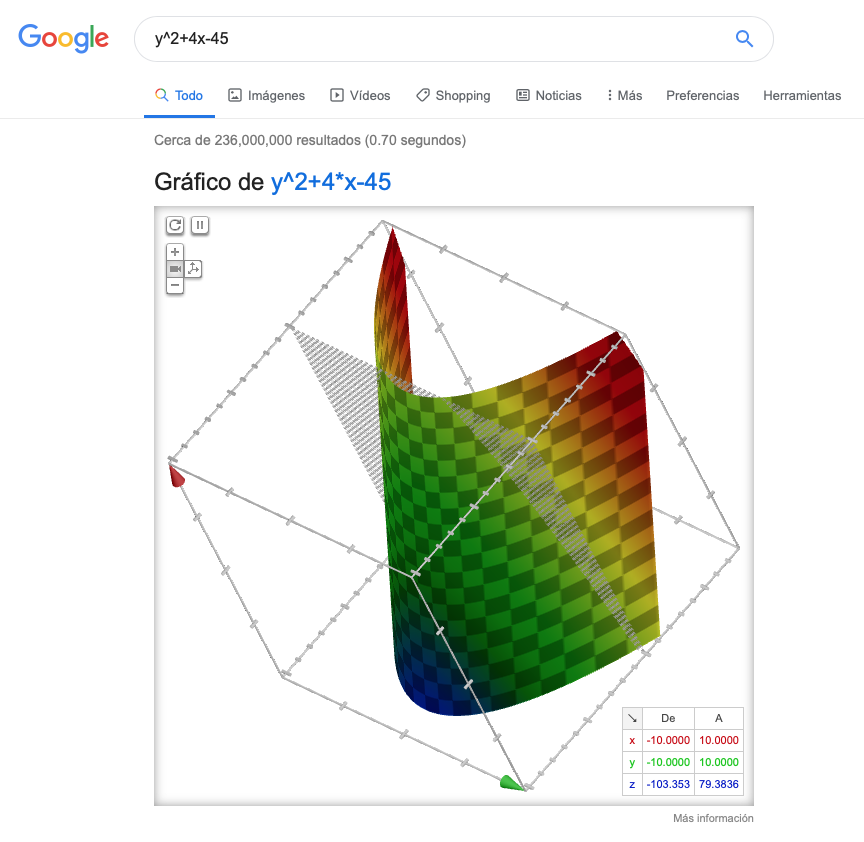 Google
y^2+4x-45
Todo Imágenes Vídeos Shopping Noticias Más Preferencias Herramientas
Cerca de 236,000,000 resultados (0.70 segundos)
Gráfico de y^2+4*x-45
De A
x -10.0000 10.0000
y -10.0000 10.0000
z -103.353 79.3836
Más información